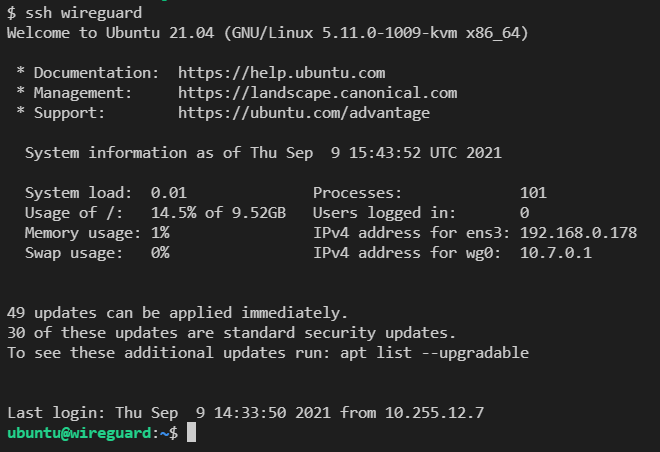 $ ssh wireguard
Welcome to Ubuntu 21.04 (GNU/Linux 5.11.0-1009-kvm x86_64)
 * Documentation:  https://help.ubuntu.com
 * Management:     https://landscape.canonical.com
 * Support:        https://ubuntu.com/advantage
  System information as of Thu Sep  9 15:43:52 UTC 2021
  System load:  0.01              Processes:             101
  Usage of /:   14.5% of 9.52GB   Users logged in:       0
  Memory usage: 1%                IPv4 address for ens3: 192.168.0.178
  Swap usage:   0%                IPv4 address for wg0:  10.7.0.1
49 updates can be applied immediately.
30 of these updates are standard security updates.
To see these additional updates run: apt list --upgradable
Last login: Thu Sep  9 14:33:50 2021 from 10.255.12.7
ubuntu@wireguard:~$